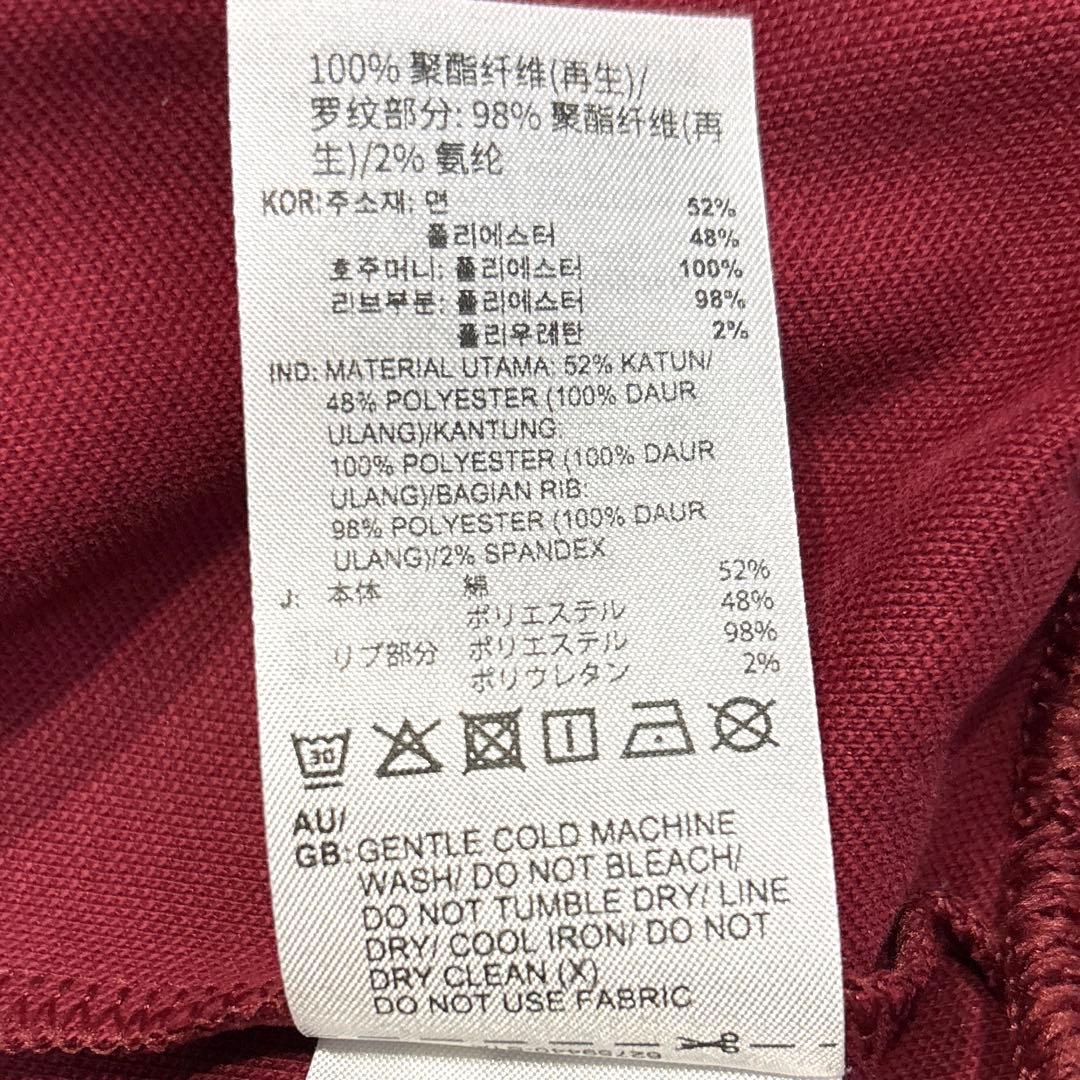 100% 聚酯纤维(再生)/
罗纹部分: 98% 聚酯纤维(再
生)/2% 氨纶
KOR: 주소재: 면 52%
폴리에스터 48%
호주머니: 폴리에스터 100%
리브부분: 폴리에스터 98%
폴리우레탄 2%
IND: MATERIAL UTAMA: 52% KATUN/
48% POLYESTER (100% DAUR
ULANG)/KANTUNG:
100% POLYESTER (100% DAUR
ULANG)/BAGIAN RIB:
98% POLYESTER (100% DAUR
ULANG)/2% SPANDEX
J: 本体 綿 52%
ポリエステル 48%
リブ部分 ポリエステル 98%
ポリウレタン 2%
30
AU/
GB: GENTLE COLD MACHINE
WASH/ DO NOT BLEACH/
DO NOT TUMBLE DRY/ LINE
DRY/ COOL IRON/ DO NOT
DRY CLEAN (X)
DO NOT USE FABRIC